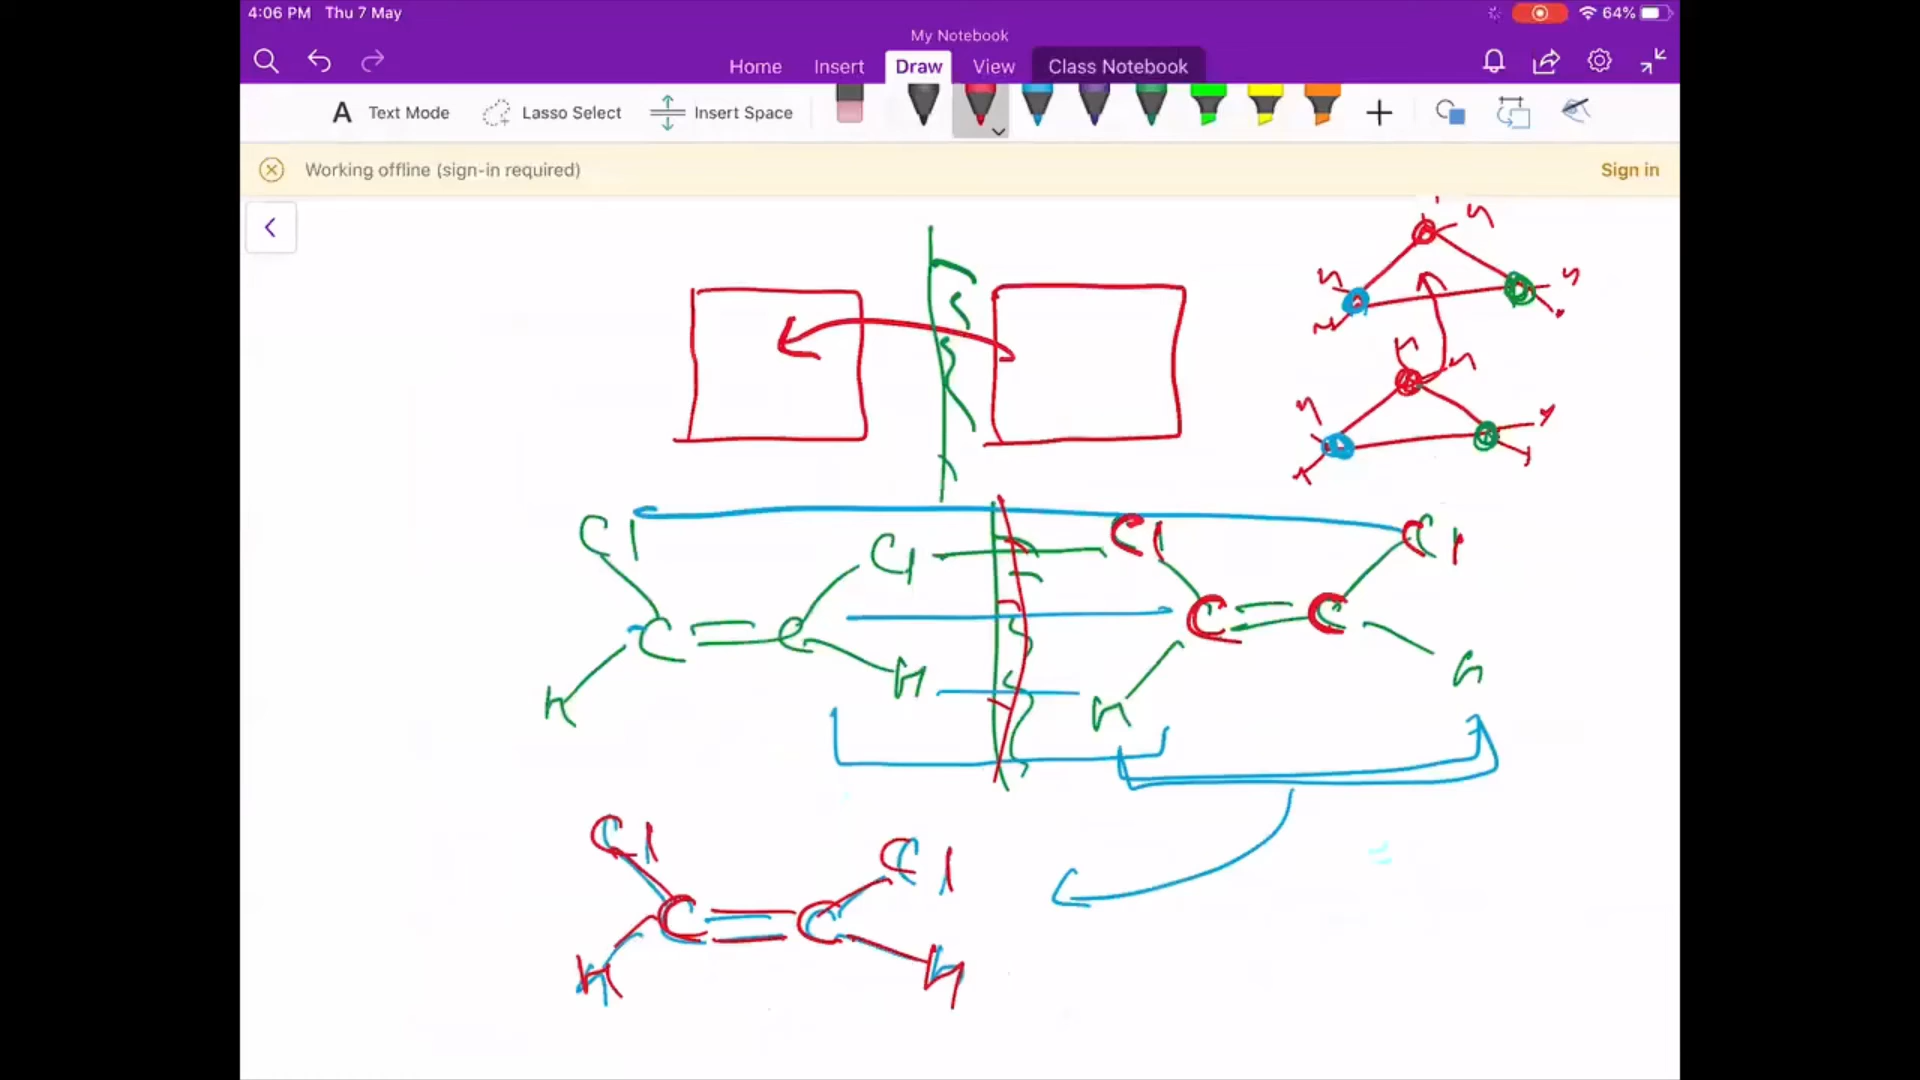 4:06 PM Thu 7 May
64%
My Notebook
Home Insert Draw View Class Notebook
A Text Mode Lasso Select Insert Space
Working offline (sign-in required) Sign in
Cl Cl Cl Cl
C = C C = C
H H H H
Cl Cl
C = C
H H